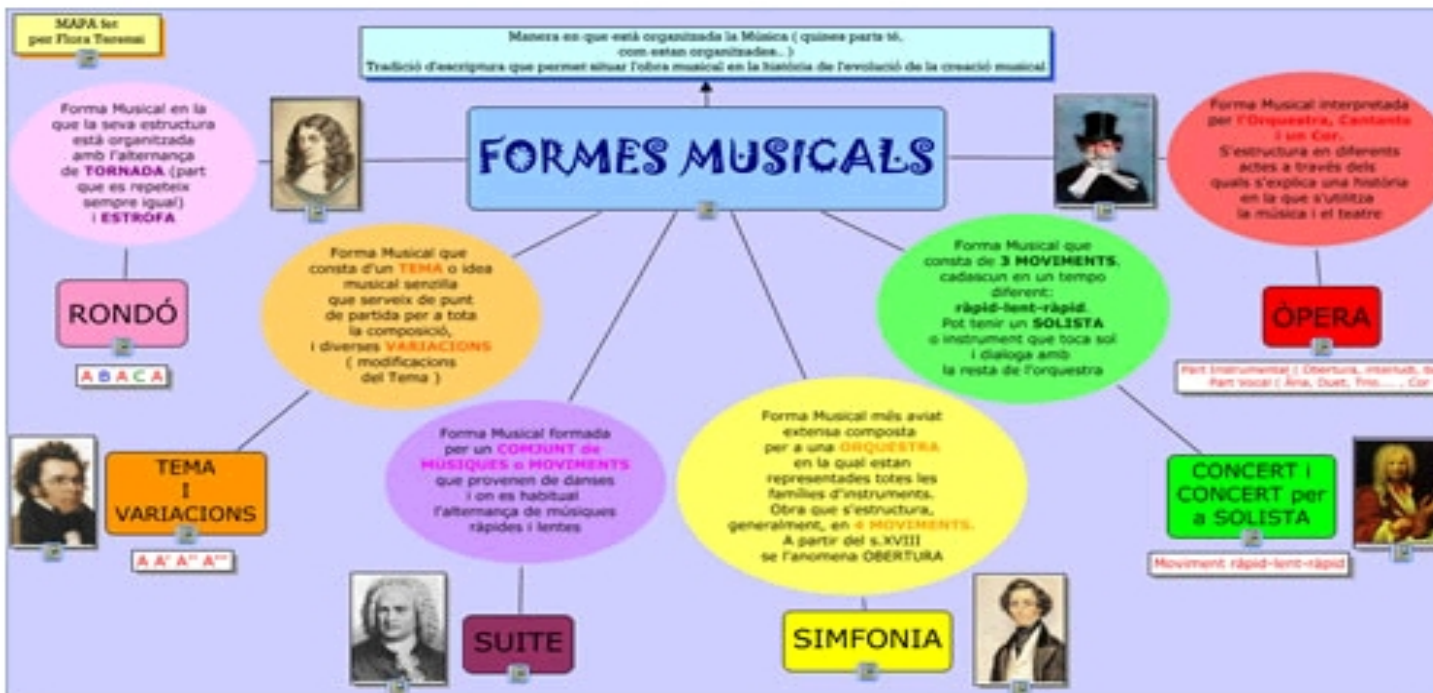 MAPA fet
per Flora Terensi
Manera en que està organitzada la Música ( quines parts té,
com estan organitzades.. )
Tradició d'escriptura que permet situar l'obra musical en la història de l'evolució de la creació musical
FORMES MUSICALS
Forma Musical en la
que la seva estructura
està organitzada
amb l'alternança
de TORNADA (part
que es repeteix
sempre igual)
i ESTROFA
RONDÓ
A B A C A
Forma Musical que
consta d'un TEMA o idea
musical senzilla
que serveix de punt
de partida per a tota
la composició,
i diverses VARIACIONS
( modificacions
del Tema )
TEMA
I
VARIACIONS
A A' A'' A'''
Forma Musical formada
per un COMJUNT de
MÚSIQUES o MOVIMENTS
que provenen de danses
i on es habitual
l'alternança de músiques
ràpides i lentes
SUITE
Forma Musical més aviat
extensa composta
per a una ORQUESTRA
en la qual estan
representades totes les
famílies d'instruments.
Obra que s'estructura,
generalment, en 4 MOVIMENTS.
A partir del s.XVIII
se l'anomena OBERTURA
SIMFONIA
Forma Musical que
consta de 3 MOVIMENTS,
cadascun en un tempo
diferent:
ràpid-lent-ràpid.
Pot tenir un SOLISTA
o instrument que toca sol
i dialoga amb
la resta de l'orquestra
CONCERT i
CONCERT per
a SOLISTA
Moviment ràpid-lent-ràpid
Forma Musical interpretada
per l'Orquestra, Cantants
i un Cor.
S'estructura en diferents
actes a través dels
quals s'explica una història
en la que s'utilitza
la música i el teatre
ÒPERA
Part Instrumental ( Obertura, Interludi,
Part Vocal ( Ària, Duet, Trio... , Cor